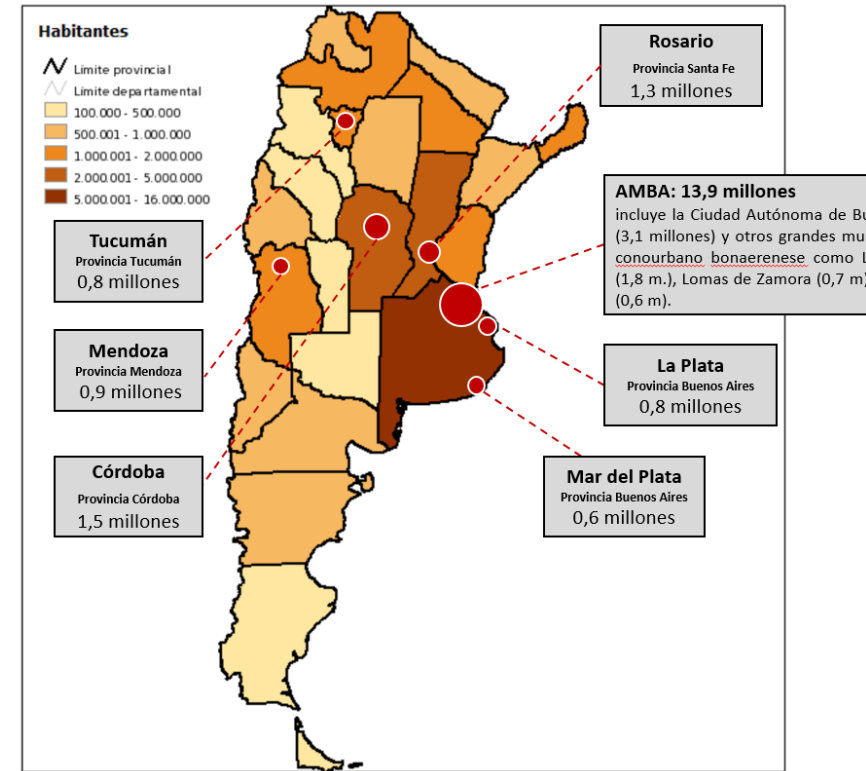 Habitantes
Límite provincial
Límite departamental
100.000 - 500.000
500.001 - 1.000.000
1.000.001 - 2.000.000
2.000.001 - 5.000.000
5.000.001 - 16.000.000
Rosario
Provincia Santa Fe
1,3 millones
AMBA: 13,9 millones
incluye la Ciudad Autónoma de
(3,1 millones) y otros grandes
conourbano bonaerenese como
(1,8 m.), Lomas de Zamora (0,7 m)
(0,6 m).
Tucumán
Provincia Tucumán
0,8 millones
Mendoza
Provincia Mendoza
0,9 millones
La Plata
Provincia Buenos Aires
0,8 millones
Córdoba
Provincia Córdoba
1,5 millones
Mar del Plata
Provincia Buenos Aires
0,6 millones